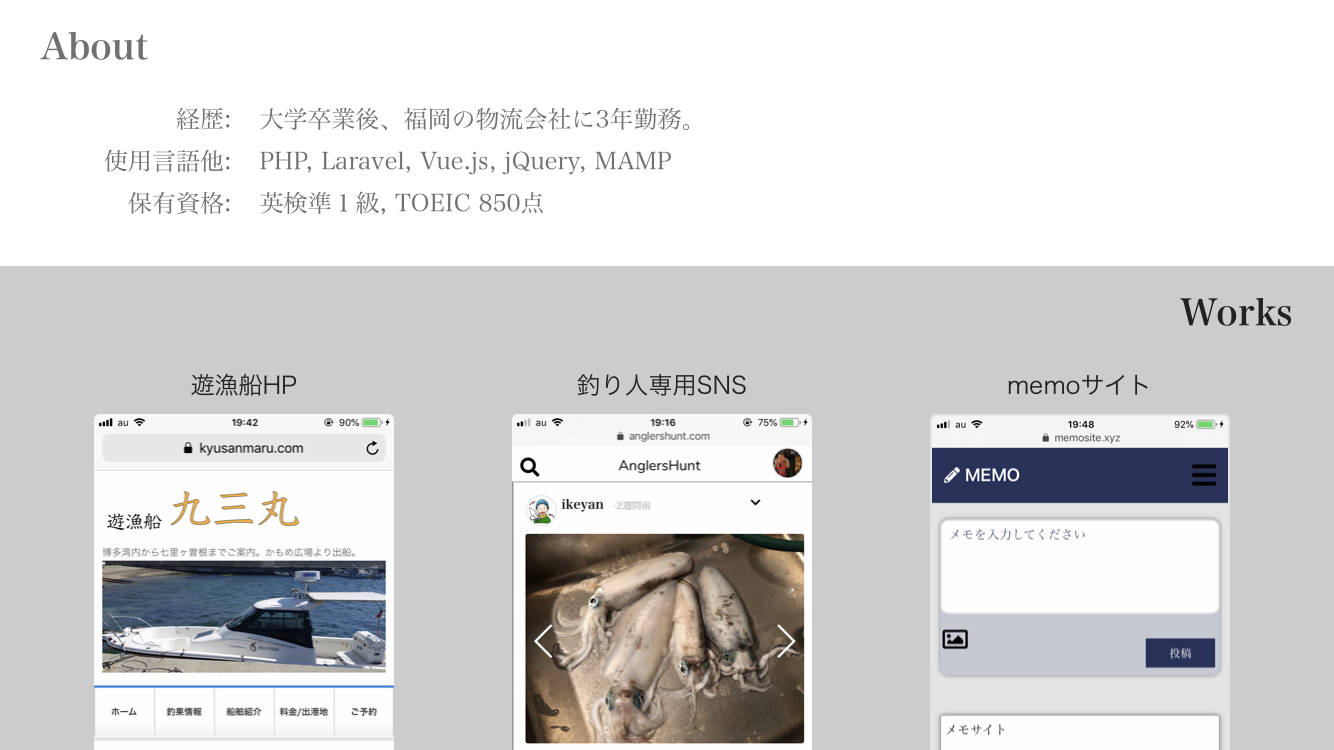 About
経歴: 大学卒業後、福岡の物流会社に3年勤務。
使用言語他: PHP, Laravel, Vue.js, jQuery, MAMP
保有資格: 英検準１級, TOEIC 850点
Works
遊漁船HP
au 19:42 90%
kyusanmaru.com
遊漁船 九三丸
博多湾内から七里ヶ曽根までご案内。かもめ広場より出船。
ホーム 釣果情報 船舶紹介 料金/出港地 ご予約
釣り人専用SNS
au 19:16 75%
anglershunt.com
AnglersHunt
ikeyan -2週間前
memoサイト
au 19:48 92%
memosite.xyz
MEMO
メモを入力してください
投稿
メモサイト